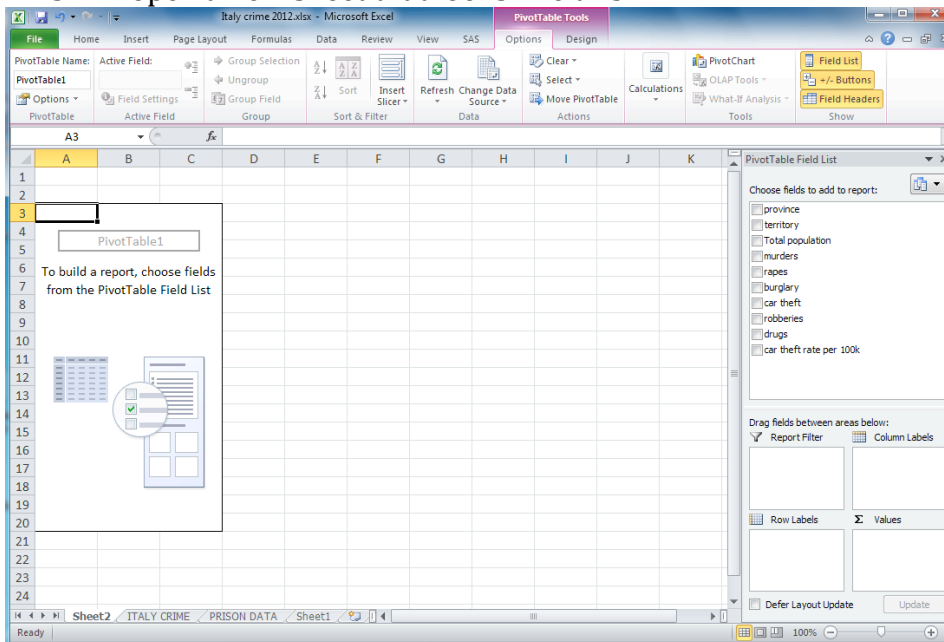 Italy crime 2012.xlsx - Microsoft Excel
PivotTable Tools
File Home Insert Page Layout Formulas Data Review View SAS Options Design
PivotTable Name: Active Field:
PivotTable1
Options Field Settings
Group Selection
Ungroup
Group Field
Sort
Insert Slicer
Refresh
Change Data Source
Clear
Select
Move PivotTable
Calculations
PivotChart
OLAP Tools
What-If Analysis
Field List
+/- Buttons
Field Headers
PivotTable Active Field Group Sort & Filter Data Actions Tools Show
A3 fx
A B C D E F G H I J K
PivotTable Field List
1
2
3
4
5
6
7
8
9
10
11
12
13
14
15
16
17
18
19
20
21
22
23
24
PivotTable1
To build a report, choose fields
from the PivotTable Field List
Choose fields to add to report:
province
territory
Total population
murders
rapes
burglary
car theft
robberies
drugs
car theft rate per 100k
Drag fields between areas below:
Report Filter Column Labels
Row Labels Σ Values
Defer Layout Update Update
Sheet2 ITALY CRIME PRISON DATA Sheet1
Ready 100%